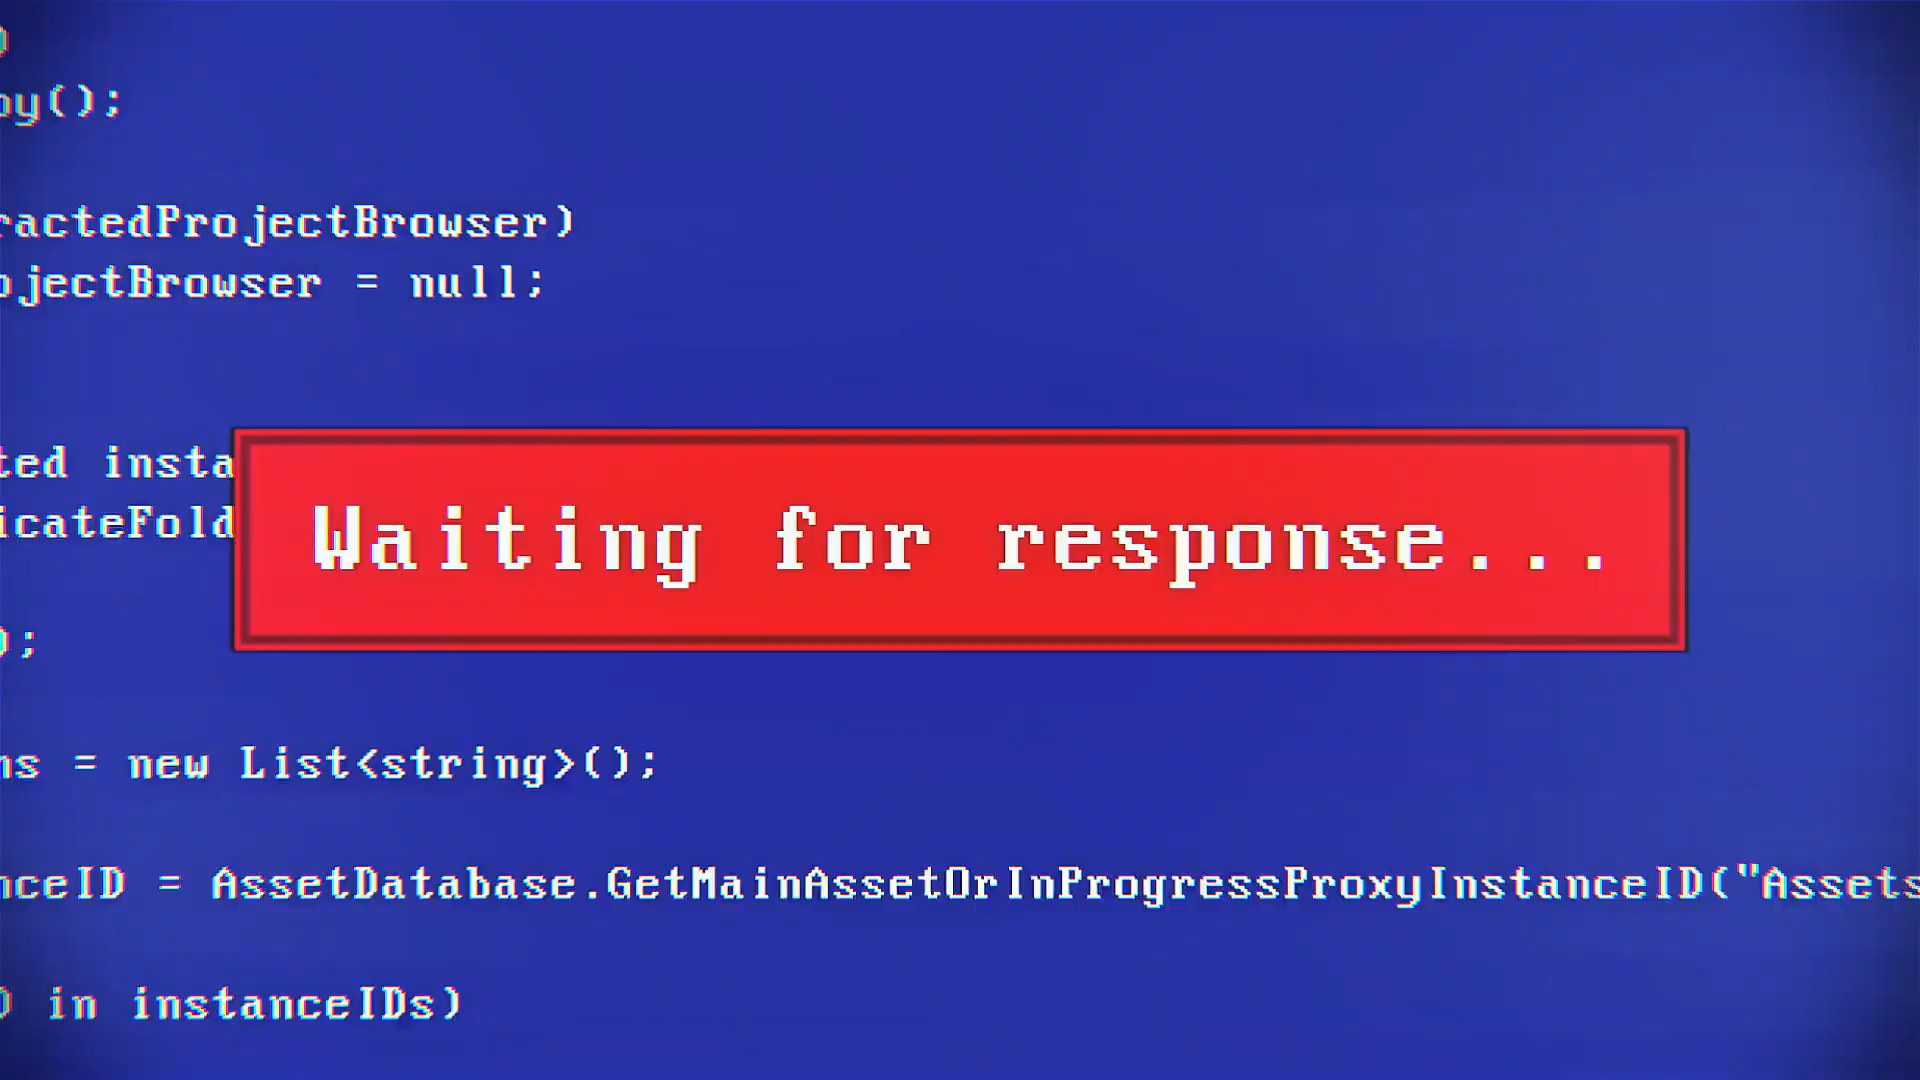 by();
ractedProjectBrowser)
ojectBrowser = null;
ted insta
icateFold
Waiting for response...
);
ns = new List<string>();
nceID = AssetDatabase.GetMainAssetOrInProgressProxyInstanceID("Assets
in instanceIDs)